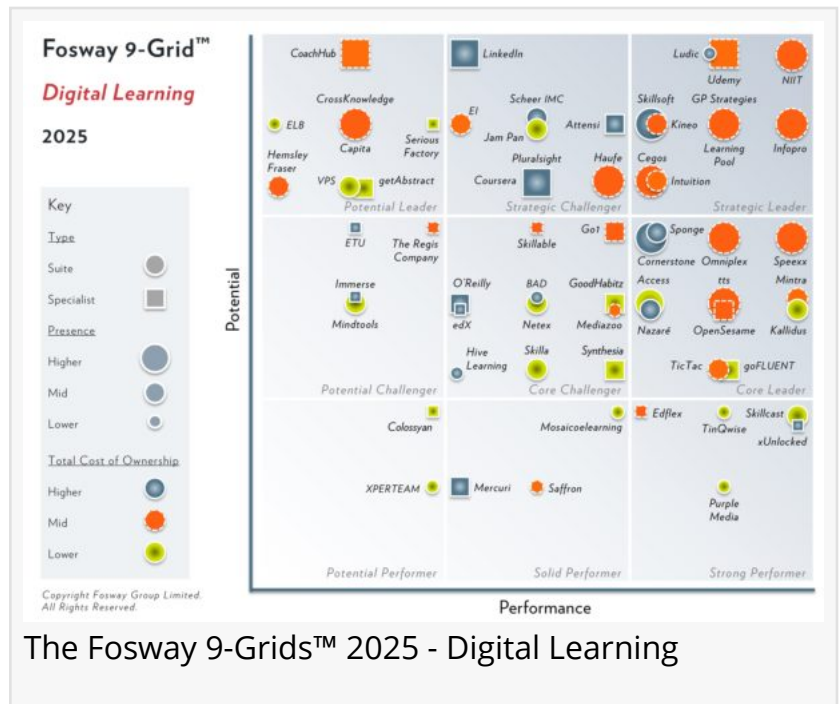 Fosway 9-Grid™
Digital Learning
2025
Key
Type
Suite
Specialist
Presence
Higher
Mid
Lower
Total Cost of Ownership
Higher
Mid
Lower
Copyright Fosway Group Limited.
All Rights Reserved.
Potential
CoachHub
CrossKnowledge
ELB
Capita
Serious
Factory
Hemsley
Fraser
VPS
getAbstract
Potential Leader
LinkedIn
Scheer IMC
EI
Jam Pan
Attensi
Pluralsight
Haufe
Coursera
Strategic Challenger
Ludic
Udemy
NIIT
Skillsoft
GP Strategies
Kineo
Learning
Pool
Infopro
Cegos
Intuition
Strategic Leader
ETU
The Regis
Company
Immerse
Mindtools
Potential Challenger
Skillable
Go1
O'Reilly
BAD
GoodHabitz
edX
Netex
Mediazoo
Hive
Learning
Skilla
Synthesia
Core Challenger
Sponge
Cornerstone
Omniplex
Speexx
Access
tts
Mintra
Nazaré
OpenSesame
Kallidus
TicTac
goFLUENT
Core Leader
Colossyan
XPERTEAM
Potential Performer
Mosaicoelearning
Mercuri
Saffron
Solid Performer
Edflex
TinQwise
Skillcast
xUnlocked
Purple
Media
Strong Performer
Performance
The Fosway 9-Grids™ 2025 - Digital Learning